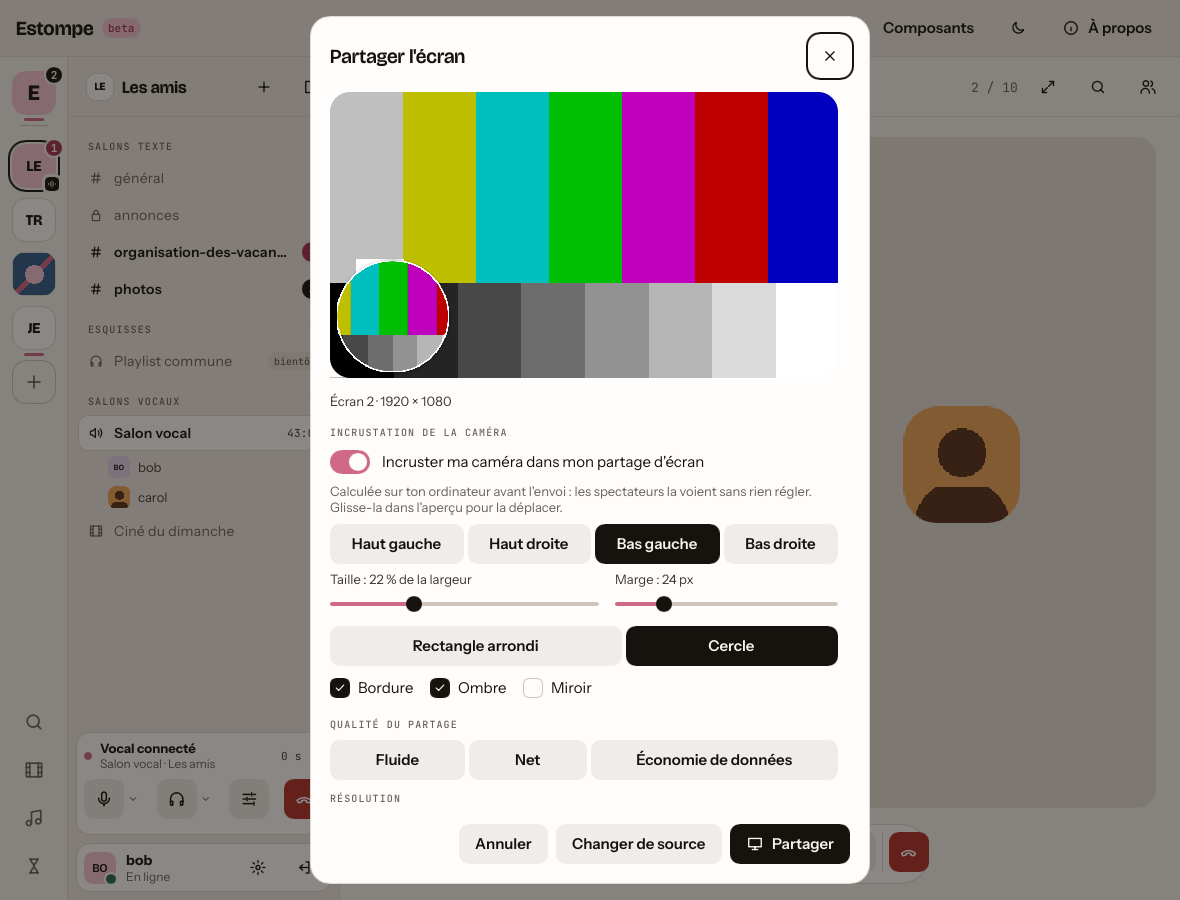 Estompe beta
Composants
À propos
E
2
LE
1
TR
JE
LE
Les amis
SALONS TEXTE
général
annonces
organisation-des-vacan...
photos
ESQUISSES
Playlist commune
SALONS VOCAUX
Salon vocal
BO
bob
carol
Ciné du dimanche
Vocal connecté
0 s
Salon vocal · Les amis
BO
bob
En ligne
2 / 10
Partager l'écran
Écran 2 · 1920 × 1080
INCRUSTATION DE LA CAMÉRA
Incruster ma caméra dans mon partage d'écran
Calculée sur ton ordinateur avant l'envoi : les spectateurs la voient sans rien régler.
Glisse-la dans l'aperçu pour la déplacer.
Haut gauche
Haut droite
Bas gauche
Bas droite
Taille : 22 % de la largeur
Marge : 24 px
Rectangle arrondi
Cercle
Bordure
Ombre
Miroir
QUALITÉ DU PARTAGE
Fluide
Net
Économie de données
RÉSOLUTION
Annuler
Changer de source
Partager